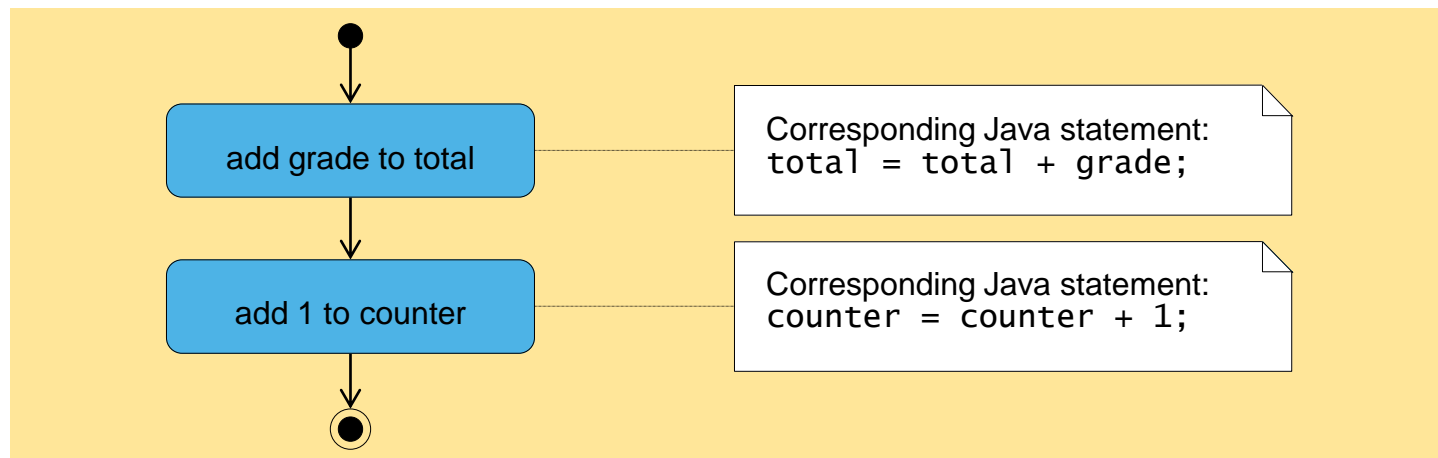 add grade to total
Corresponding Java statement:
total = total + grade;
add 1 to counter
Corresponding Java statement:
counter = counter + 1;